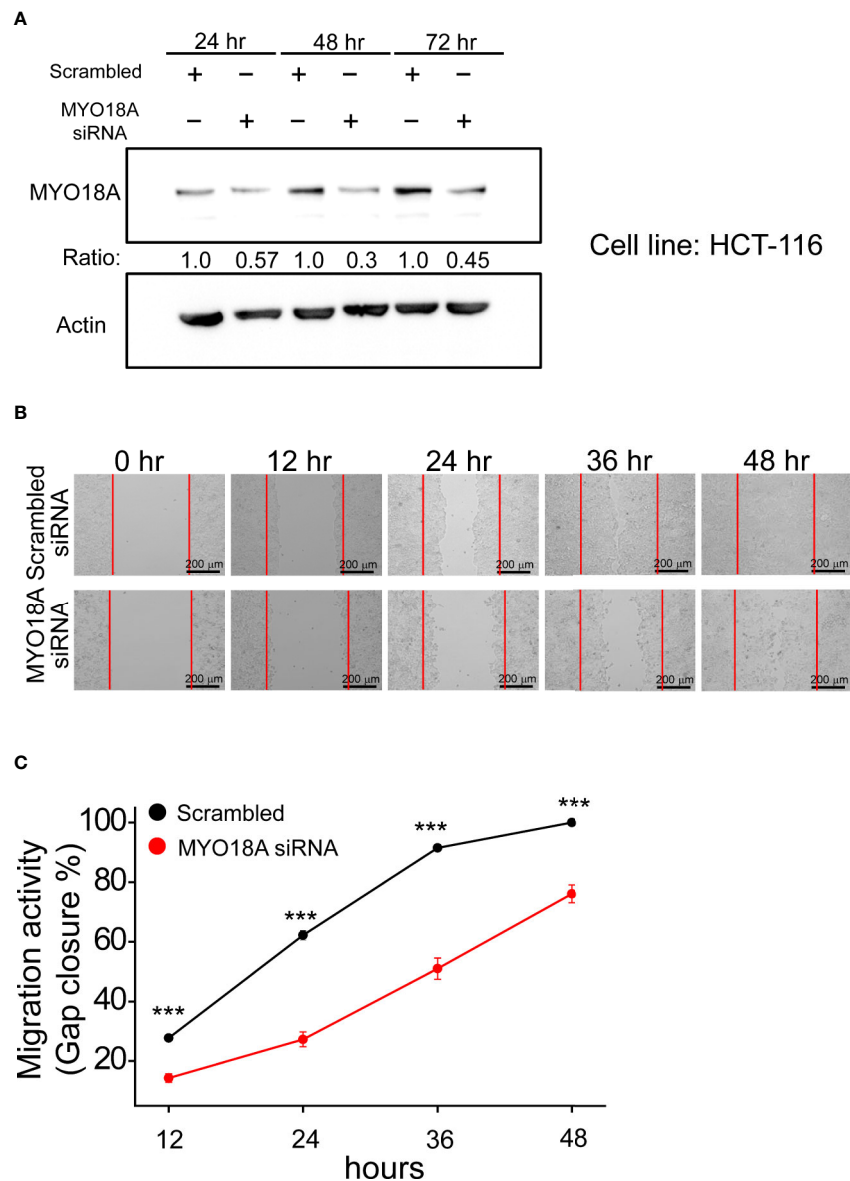 A
24 hr 48 hr 72 hr
Scrambled + − + − + −
MYO18A
siRNA − + − + − +
MYO18A
Cell line: HCT-116
Ratio: 1.0 0.57 1.0 0.3 1.0 0.45
Actin
B
0 hr 12 hr 24 hr 36 hr 48 hr
Scrambled
siRNA
200 μm 200 μm 200 μm 200 μm 200 μm
MYO18A
siRNA
200 μm 200 μm 200 μm 200 μm 200 μm
C
Scrambled
MYO18A siRNA
*** *** *** ***
Migration activity
(Gap closure %)
100
80
60
40
20
12 24 36 48
hours